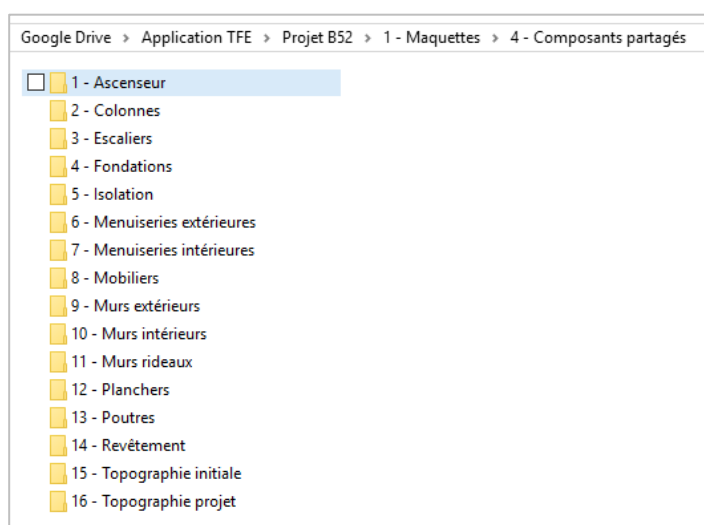 Google Drive > Application TFE > Projet B52 > 1 - Maquettes > 4 - Composants partagés
1 - Ascenseur
2 - Colonnes
3 - Escaliers
4 - Fondations
5 - Isolation
6 - Menuiseries extérieures
7 - Menuiseries intérieures
8 - Mobiliers
9 - Murs extérieurs
10 - Murs intérieurs
11 - Murs rideaux
12 - Planchers
13 - Poutres
14 - Revêtement
15 - Topographie initiale
16 - Topographie projet